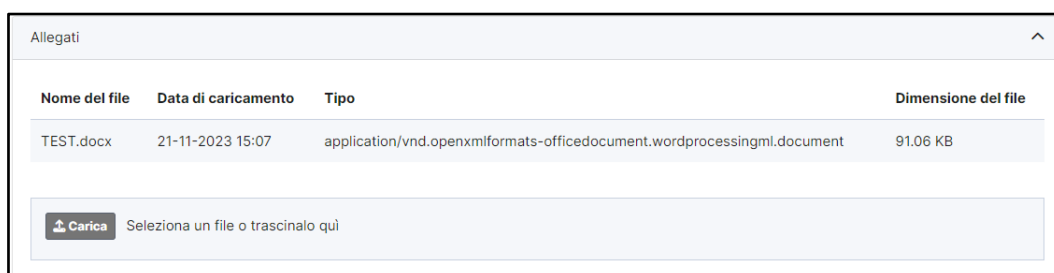 Allegati
Nome del file Data di caricamento Tipo Dimensione del file
TEST.docx 21-11-2023 15:07 application/vnd.openxmlformats-officedocument.wordprocessingml.document 91.06 KB
Carica Seleziona un file o trascinalo quì